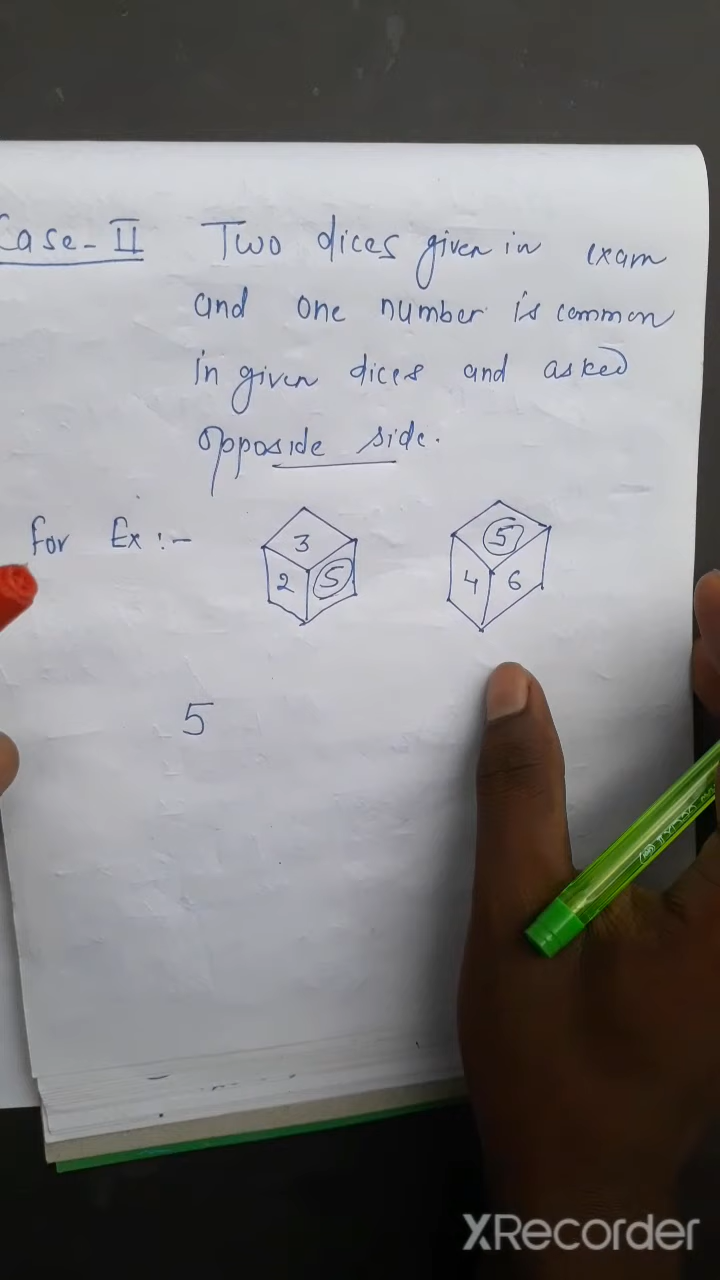 Case-II Two dices given in exam
and one number is common
in given dices and asked
opposide side.
for Ex :-
3
2 5
5
4 6
5
XRecorder